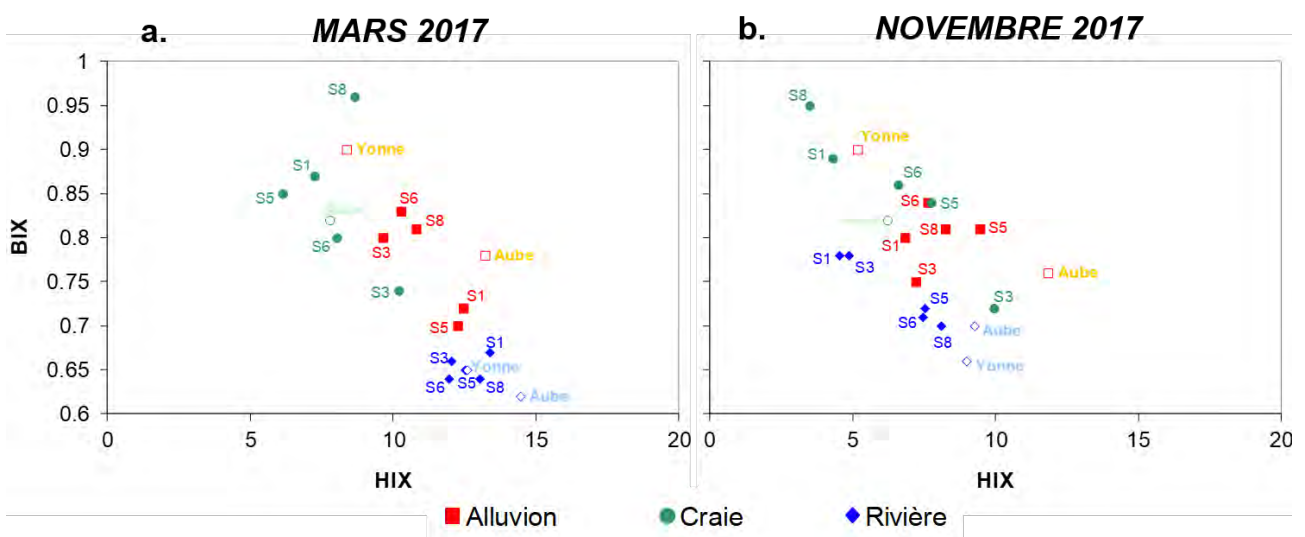 a. MARS 2017
b. NOVEMBRE 2017
1
0.95
0.9
0.85
0.8
0.75
0.7
0.65
0.6
BIX
0 5 10 15 20
HIX
S8
Yonne
S1
S5
S6
S8
S6
S3
Aube
S3
S1
S5
S1
S3
Yonne
S6
S5
S8
Aube
S8
Yonne
S1
S6
S6
S5
S8
S5
S1
S1
S3
S3
Aube
S5
S3
S6
Aube
S8
Yonne
0 5 10 15 20
HIX
Alluvion Craie Rivière